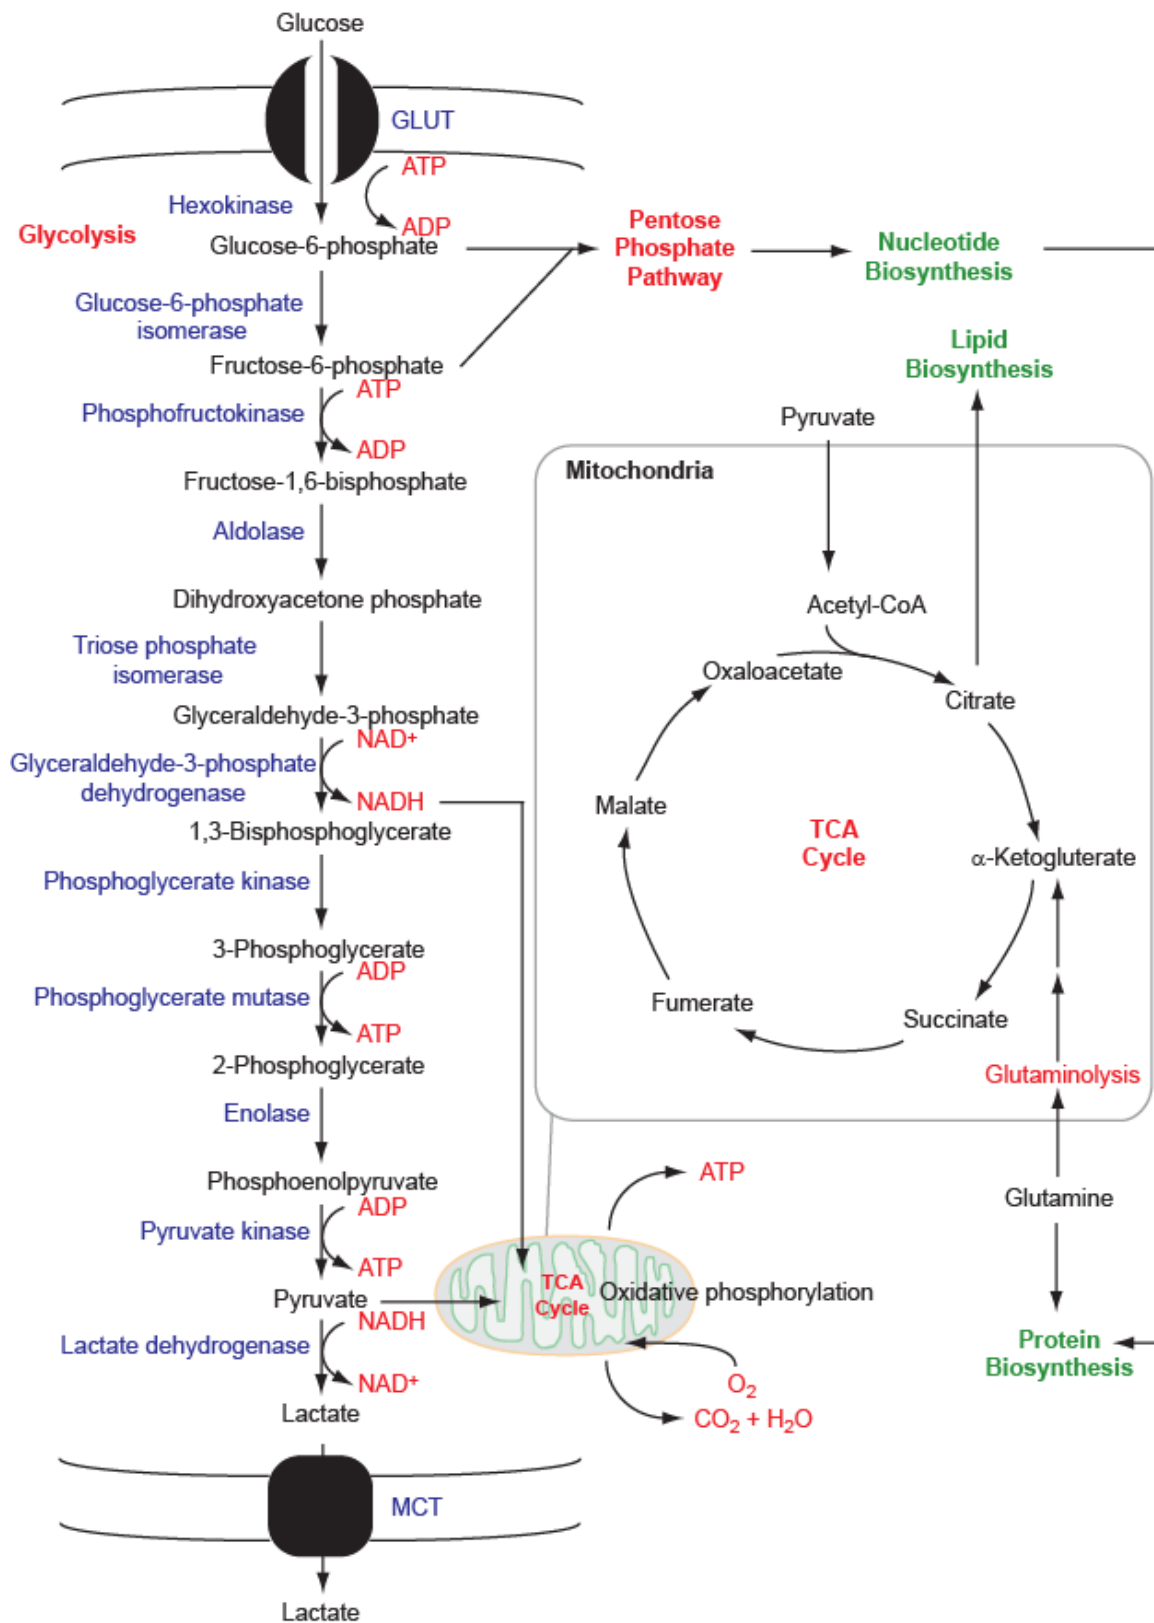 Glucose
GLUT
ATP
Hexokinase
ADP
Glycolysis
Glucose-6-phosphate
Pentose
Phosphate
Pathway
Nucleotide
Biosynthesis
Glucose-6-phosphate
isomerase
Fructose-6-phosphate
ATP
Phosphofructokinase
ADP
Fructose-1,6-bisphosphate
Aldolase
Dihydroxyacetone phosphate
Triose phosphate
isomerase
Glyceraldehyde-3-phosphate
NAD+
Glyceraldehyde-3-phosphate
dehydrogenase
NADH
1,3-Bisphosphoglycerate
Phosphoglycerate kinase
3-Phosphoglycerate
ADP
Phosphoglycerate mutase
ATP
2-Phosphoglycerate
Enolase
Phosphoenolpyruvate
ADP
Pyruvate kinase
ATP
Pyruvate
NADH
Lactate dehydrogenase
NAD+
Lactate
MCT
Lactate
Lipid
Biosynthesis
Pyruvate
Mitochondria
Acetyl-CoA
Oxaloacetate
Citrate
Malate
TCA
Cycle
α-Ketogluterate
Fumerate
Succinate
Glutaminolysis
ATP
Glutamine
TCA
Cycle
Oxidative phosphorylation
O2
CO2 + H2O
Protein
Biosynthesis